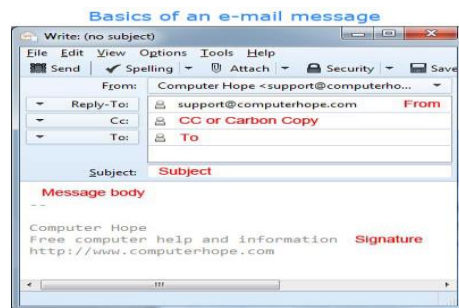 Basics of an e-mail message
Write: (no subject)
File Edit View Options Tools Help
Send Spelling Attach Security Save
From: Computer Hope <support@computerho...
Reply-To: support@computerhope.com From
Cc: CC or Carbon Copy
To: To
Subject: Subject
Message body
--
Computer Hope
Free computer help and information Signature
http://www.computerhope.com